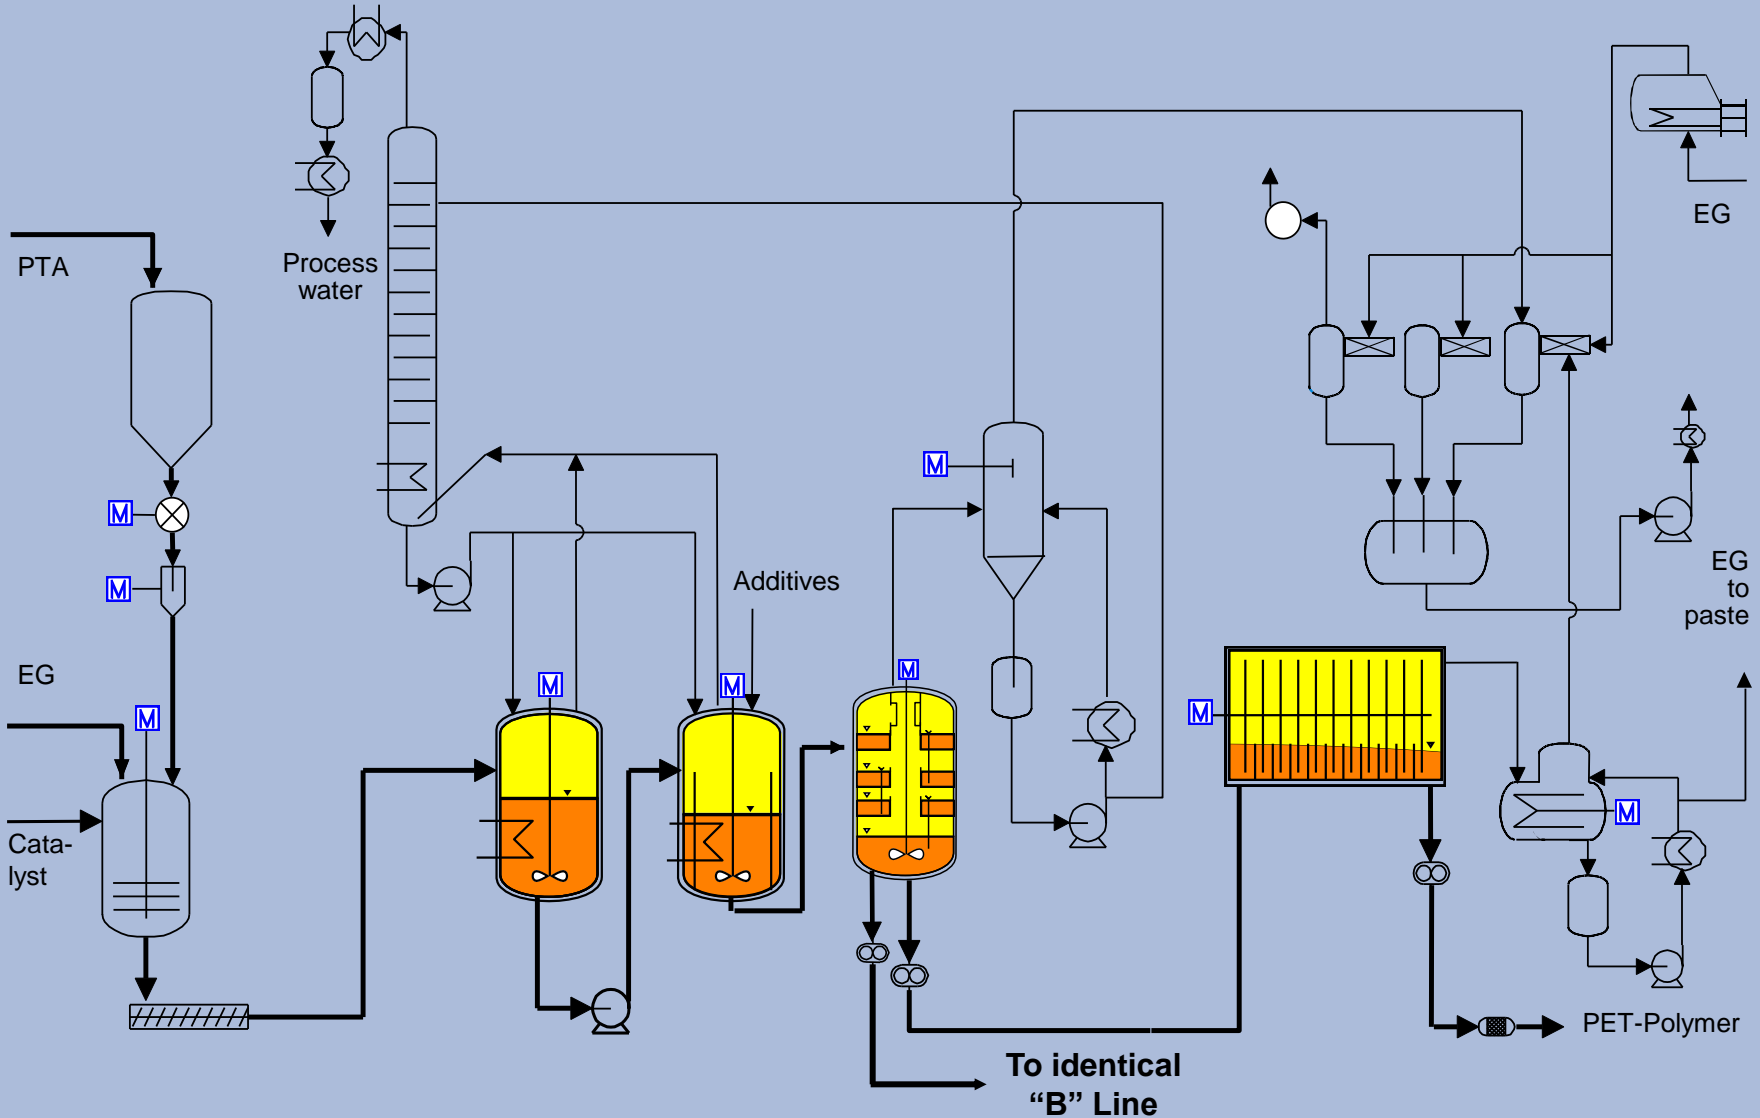 EG
PTA
Process
water
EG
to
paste
Additives
EG
Cata-
lyst
M
M
M
M
M
M
M
M
M
PET-Polymer
To identical
“B” Line